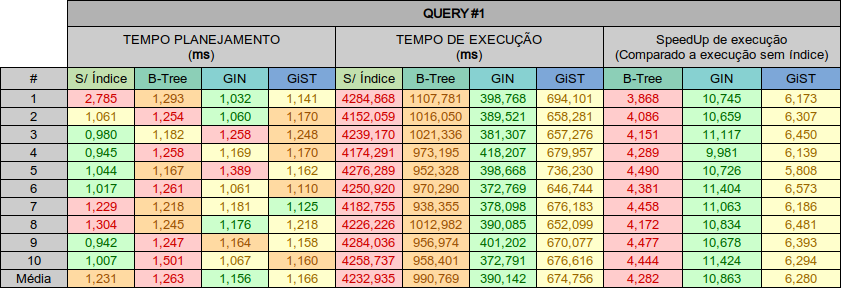 QUERY #1
TEMPO PLANEJAMENTO (ms) TEMPO DE EXECUÇÃO (ms) SpeedUp de execução (Comparado a execução sem índice)
# S/ Índice B-Tree GIN GiST S/ Índice B-Tree GIN GiST B-Tree GIN GiST
1 2,785 1,293 1,032 1,141 4284,868 1107,781 398,768 694,101 3,868 10,745 6,173
2 1,061 1,254 1,060 1,170 4152,059 1016,050 389,521 658,281 4,086 10,659 6,307
3 0,980 1,182 1,258 1,248 4239,170 1021,336 381,307 657,276 4,151 11,117 6,450
4 0,945 1,258 1,169 1,170 4174,291 973,195 418,207 679,957 4,289 9,981 6,139
5 1,044 1,167 1,389 1,162 4276,289 952,328 398,668 736,230 4,490 10,726 5,808
6 1,017 1,261 1,061 1,110 4250,920 970,290 372,769 646,744 4,381 11,404 6,573
7 1,229 1,218 1,181 1,125 4182,755 938,355 378,098 676,183 4,458 11,063 6,186
8 1,304 1,245 1,176 1,218 4226,226 1012,982 390,085 652,099 4,172 10,834 6,481
9 0,942 1,247 1,164 1,158 4284,036 956,974 401,202 670,077 4,477 10,678 6,393
10 1,007 1,501 1,067 1,160 4258,737 958,401 372,791 676,616 4,444 11,424 6,294
Média 1,231 1,263 1,156 1,166 4232,935 990,769 390,142 674,756 4,282 10,863 6,280